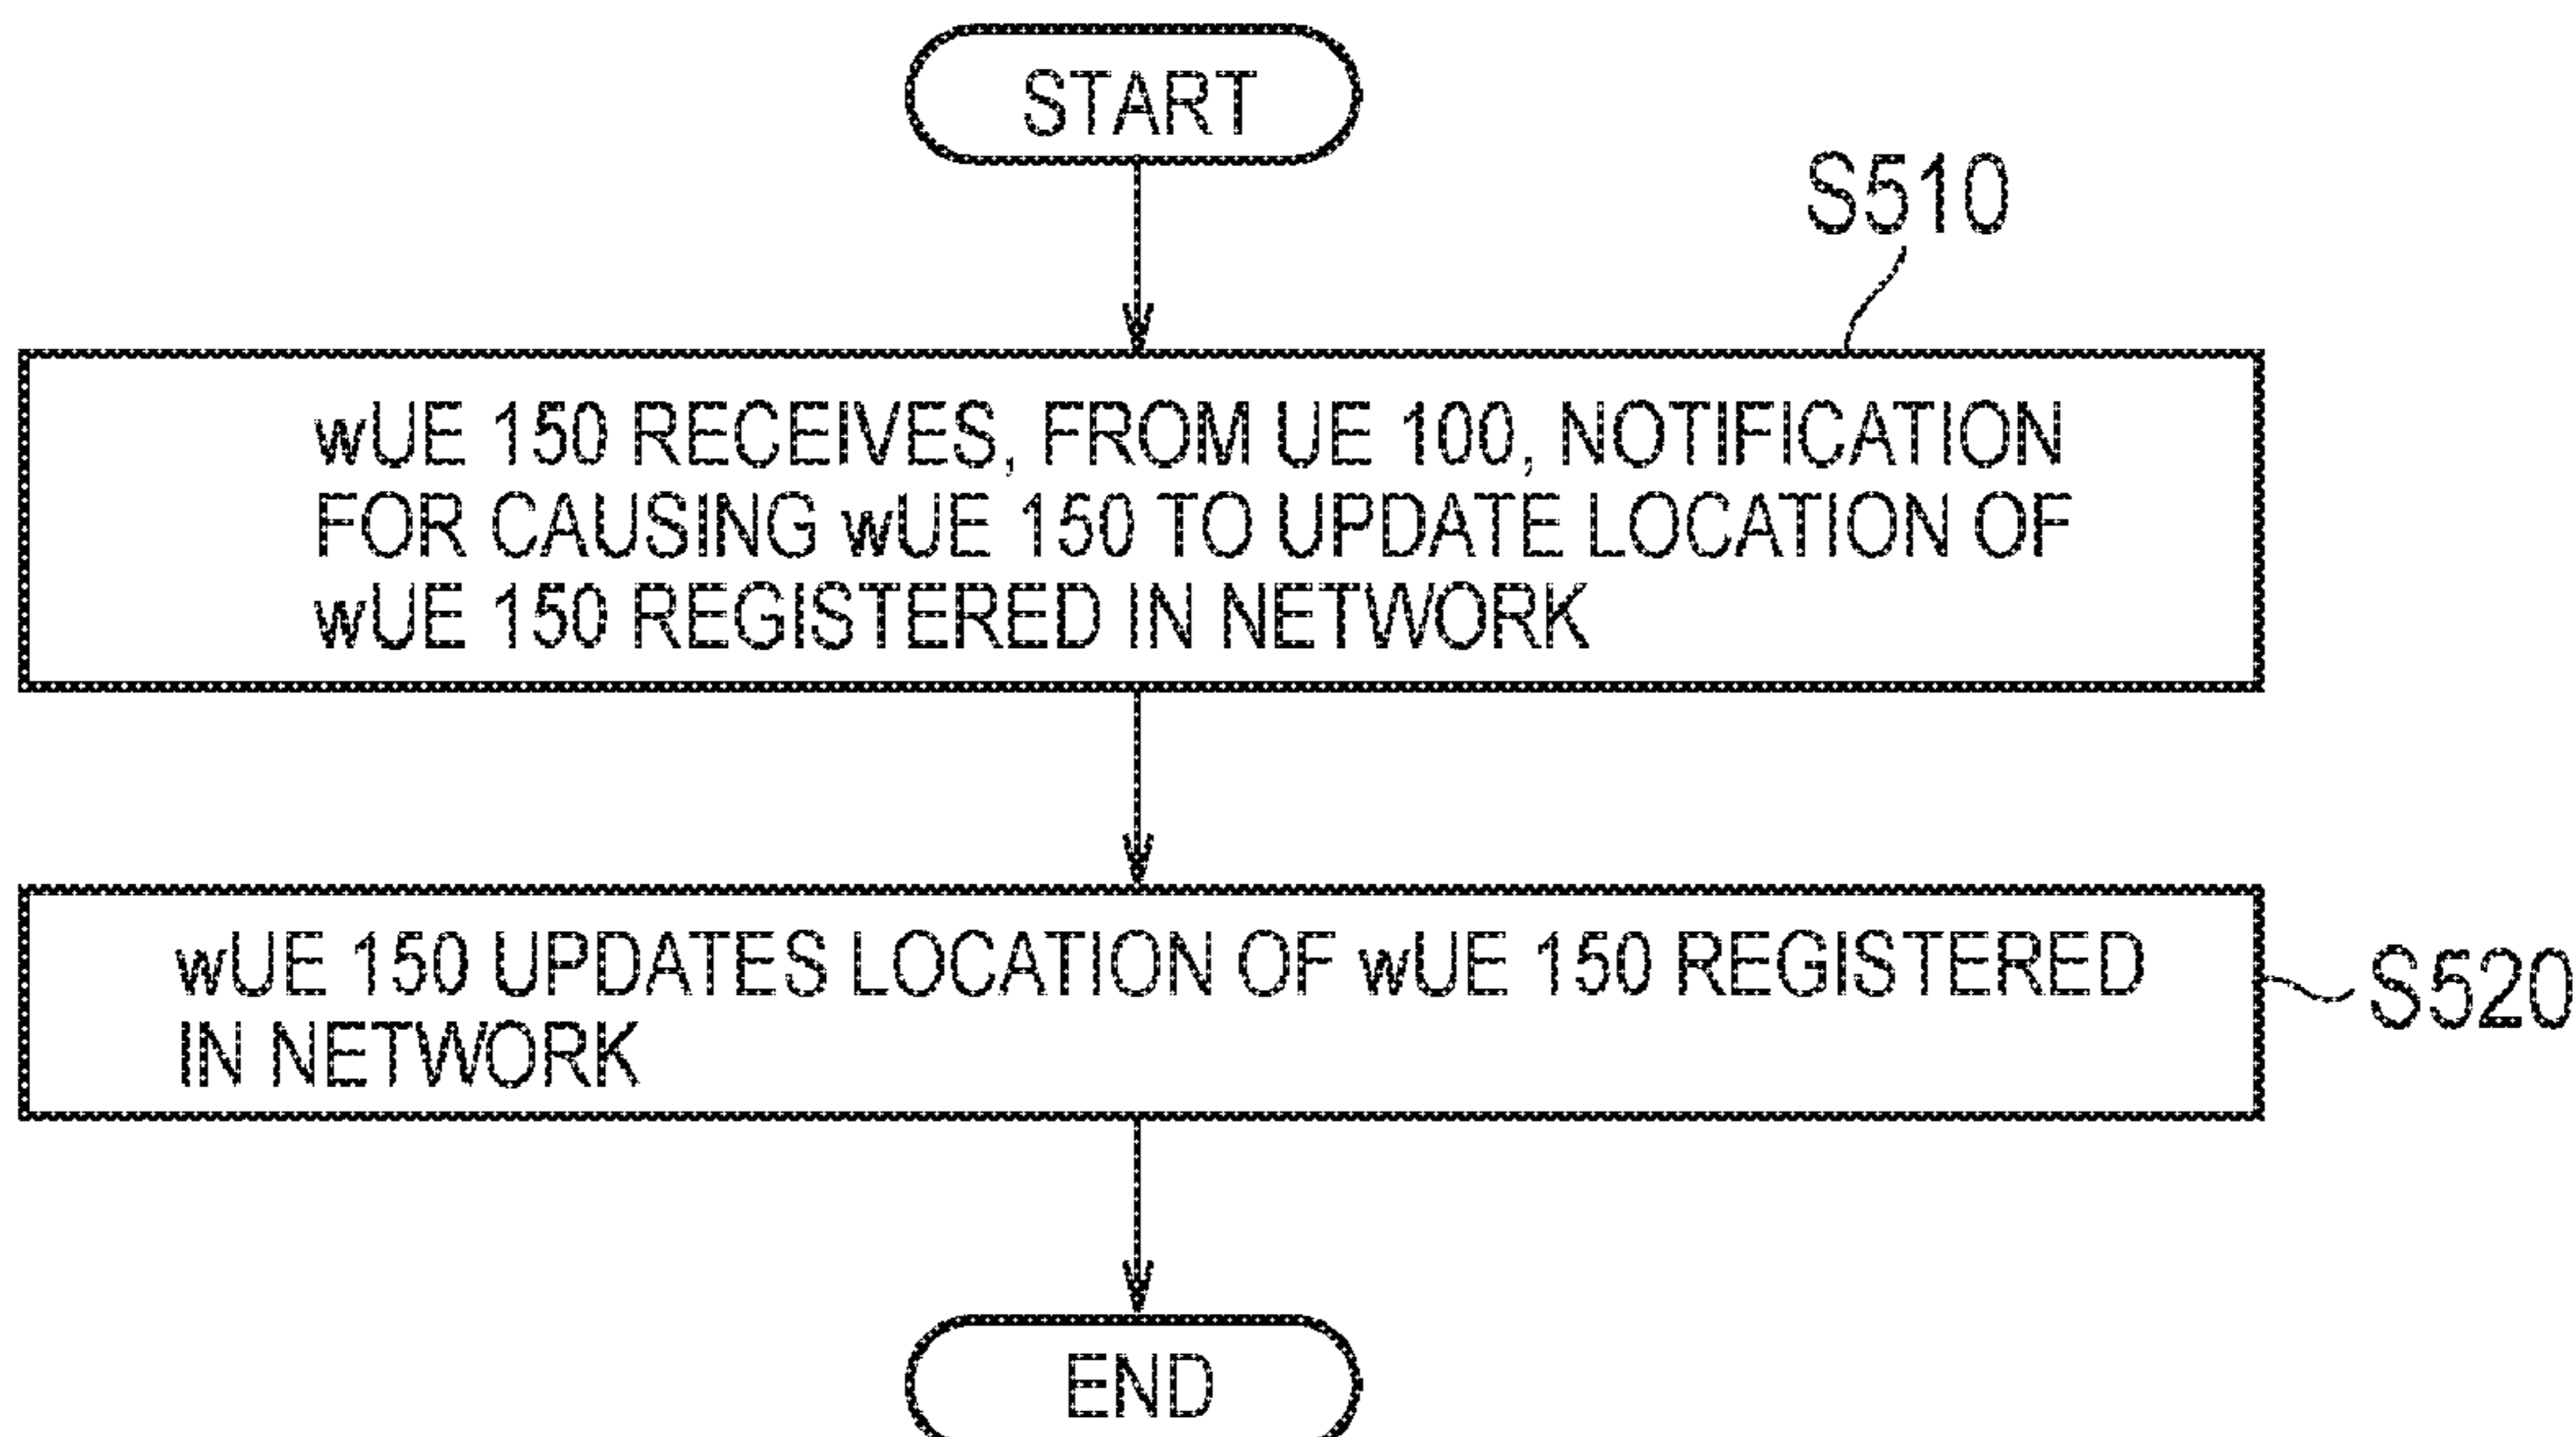 START
S510
wUE 150 RECEIVES, FROM UE 100, NOTIFICATION
FOR CAUSING wUE 150 TO UPDATE LOCATION OF
wUE 150 REGISTERED IN NETWORK
wUE 150 UPDATES LOCATION OF wUE 150 REGISTERED
IN NETWORK
S520
END